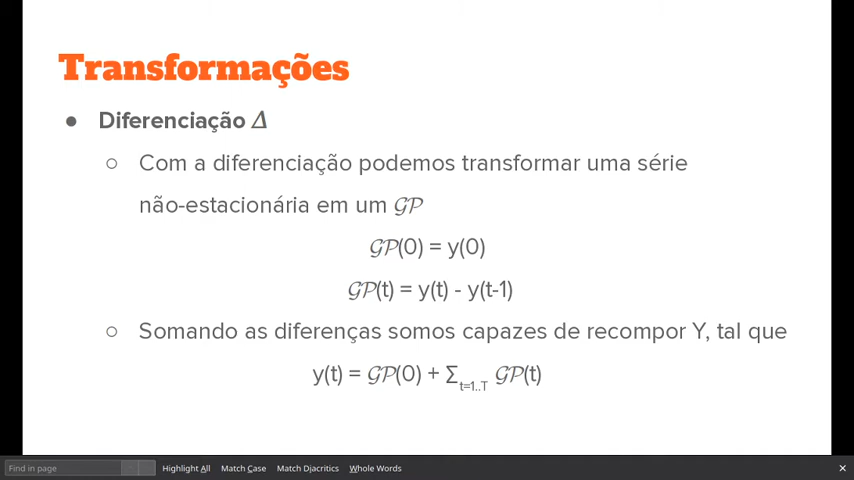 Transformações
● Diferenciação Δ
○ Com a diferenciação podemos transformar uma série
não-estacionária em um 𝒢𝒫
𝒢𝒫(0) = y(0)
𝒢𝒫(t) = y(t) - y(t-1)
○ Somando as diferenças somos capazes de recompor Y, tal que
y(t) = 𝒢𝒫(0) + Σt=1..T 𝒢𝒫(t)
Find in page Highlight All Match Case Match Diacritics Whole Words ×